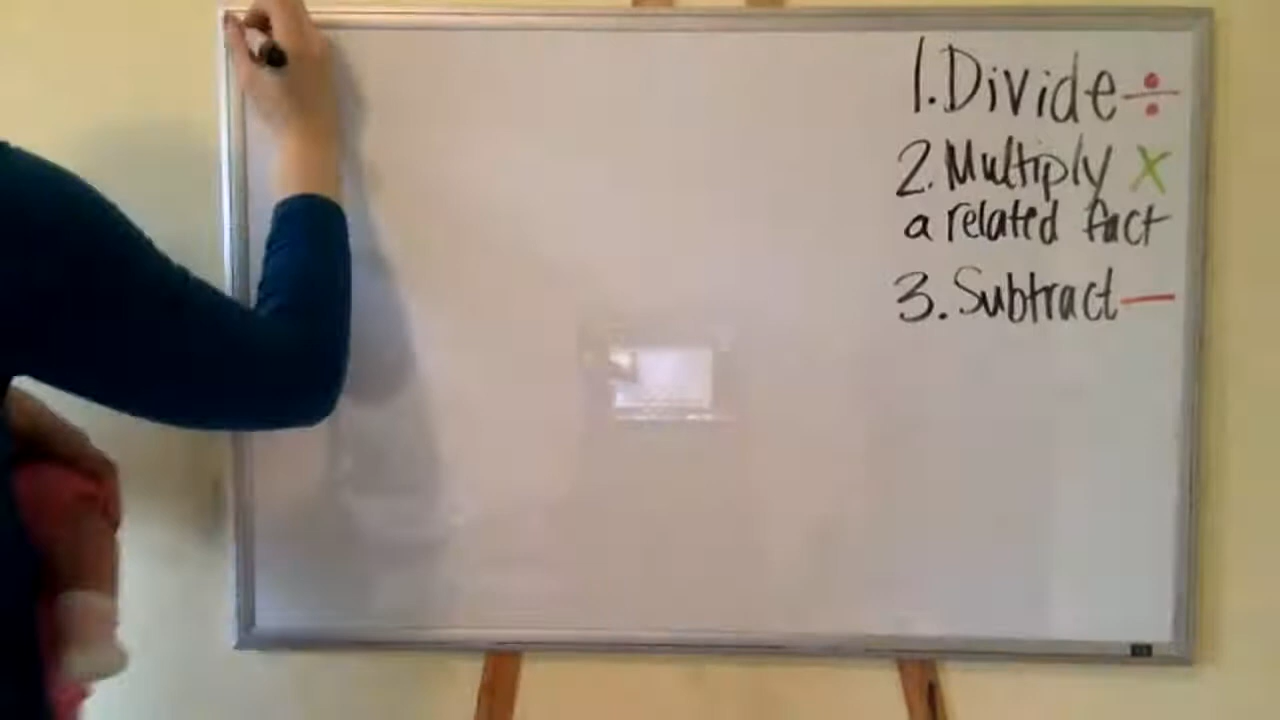 1. Divide ÷
2. Multiply x
a related fact
3. Subtract —